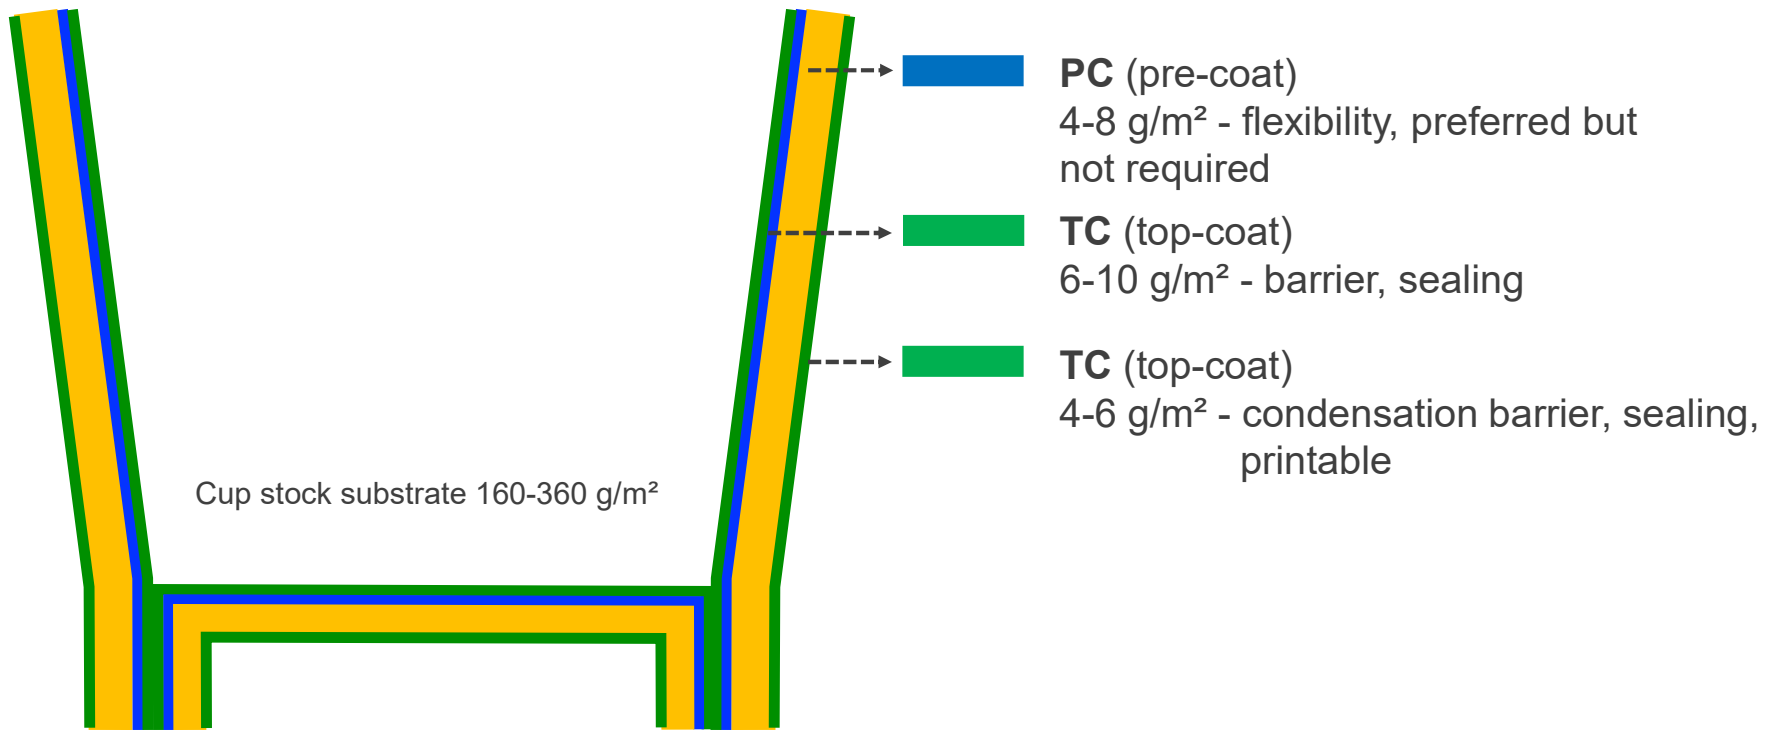 PC (pre-coat)
4-8 g/m² - flexibility, preferred but
not required
TC (top-coat)
6-10 g/m² - barrier, sealing
TC (top-coat)
4-6 g/m² - condensation barrier, sealing,
printable
Cup stock substrate 160-360 g/m²